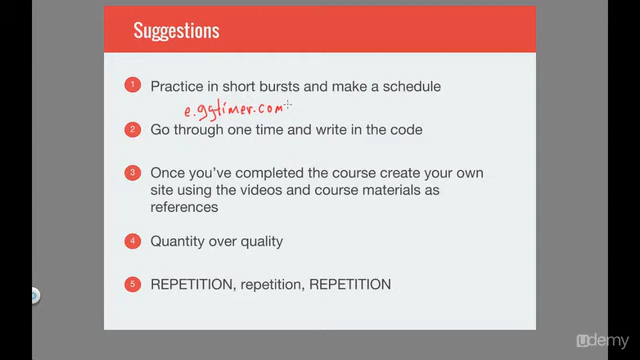 Suggestions
1 Practice in short bursts and make a schedule
e.ggtimer.com
2 Go through one time and write in the code
3 Once you've completed the course create your own
site using the videos and course materials as
references
4 Quantity over quality
5 REPETITION, repetition, REPETITION
udemy